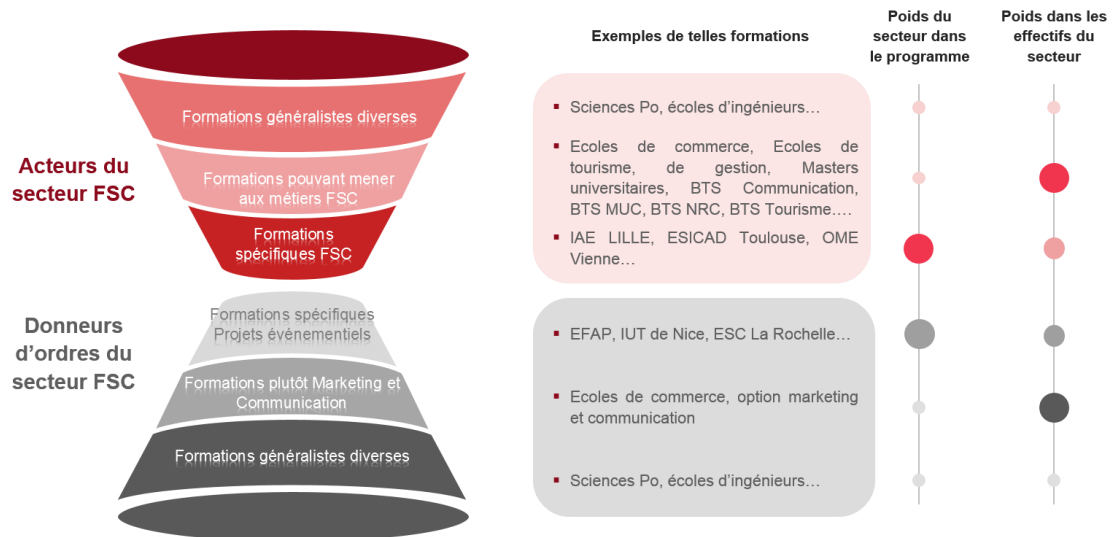 Exemples de telles formations
Poids du
secteur dans
le programme
Poids dans les
effectifs du
secteur
Acteurs du
secteur FSC
Formations généralistes diverses
Formations pouvant mener
aux métiers FSC
Formations
spécifiques FSC
Sciences Po, écoles d'ingénieurs…
Ecoles de commerce, Ecoles de
tourisme, de gestion, Masters
universitaires, BTS Communication,
BTS MUC, BTS NRC, BTS Tourisme….
IAE LILLE, ESICAD Toulouse, OME
Vienne…
Donneurs
d'ordres du
secteur FSC
Formations spécifiques
Projets événementiels
Formations plutôt Marketing et
Communication
Formations généralistes diverses
EFAP, IUT de Nice, ESC La Rochelle…
Ecoles de commerce, option marketing
et communication
Sciences Po, écoles d'ingénieurs…